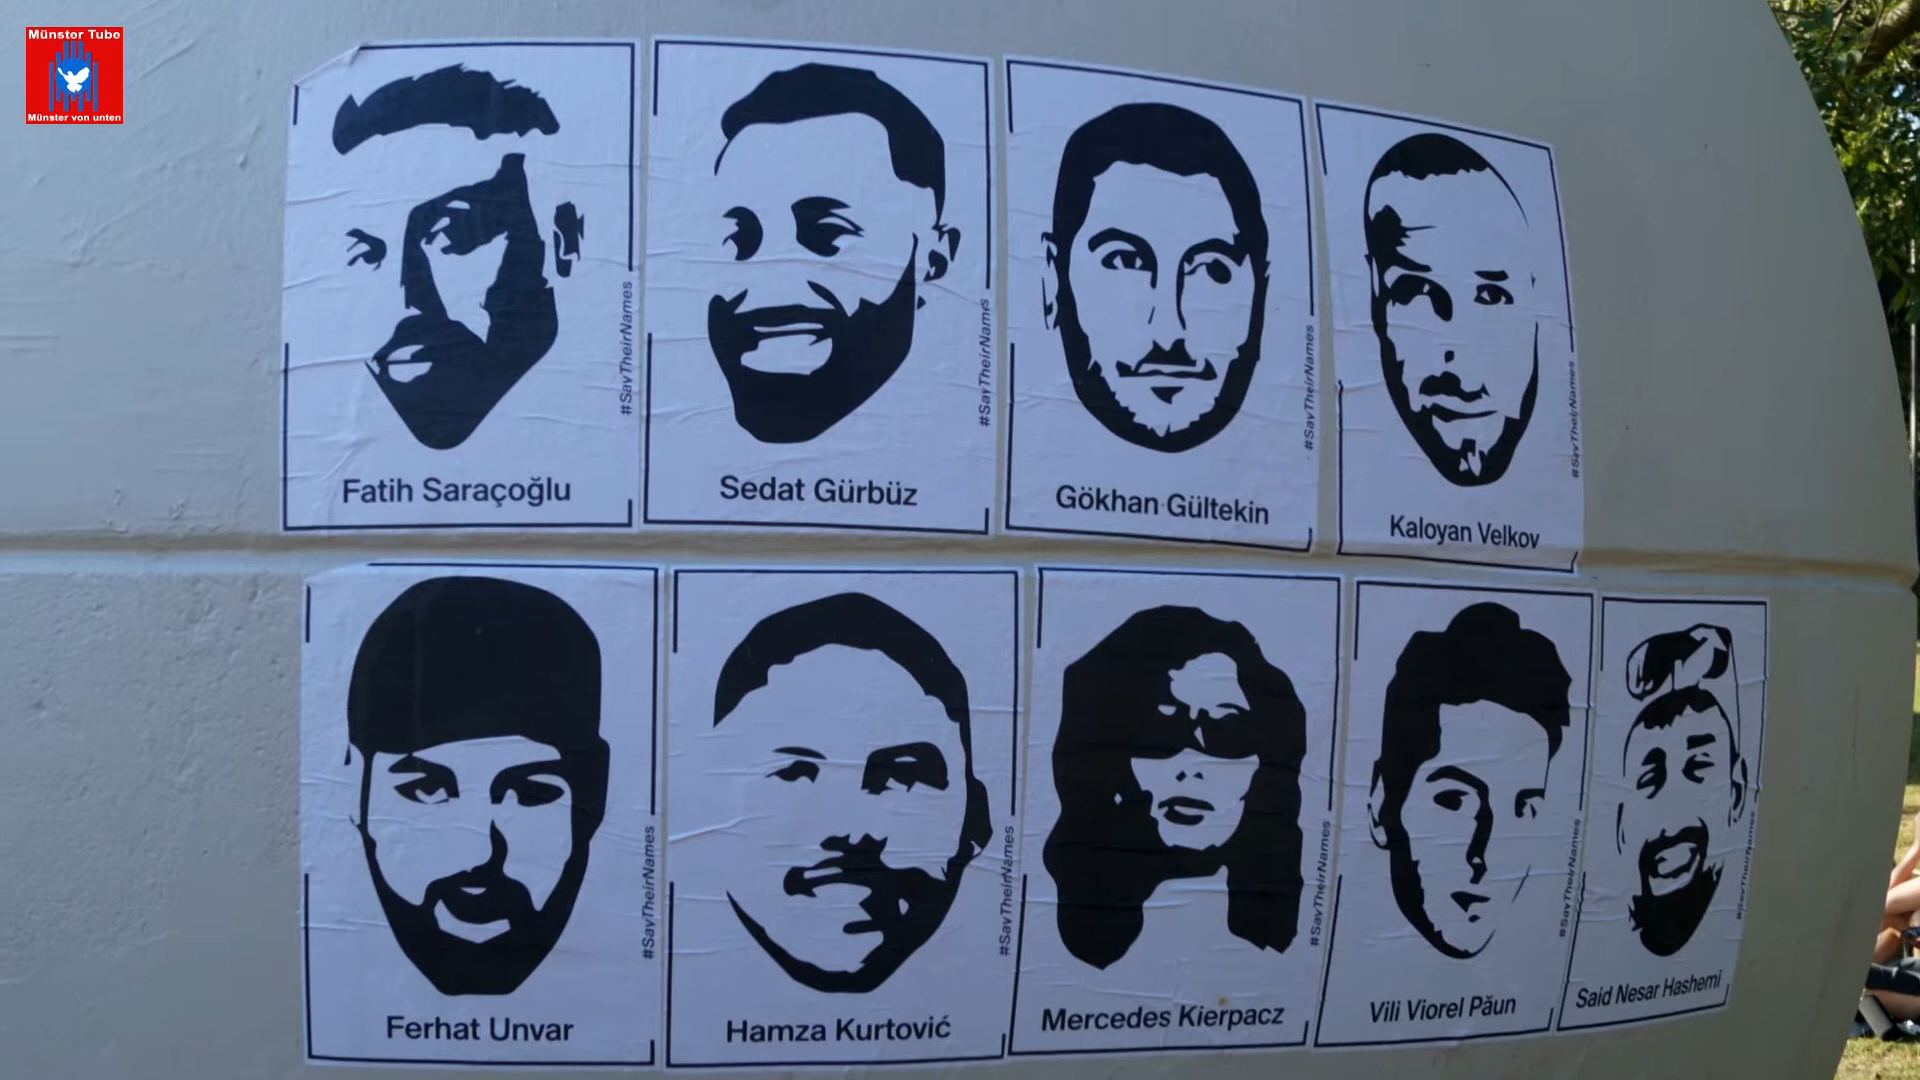 Münster Tube
Münster von unten
#SayTheirNames
Fatih Saraçoğlu
#SayTheirNames
Sedat Gürbüz
#SayTheirNames
Gökhan Gültekin
#SayTheirNames
Kaloyan Velkov
#SayTheirNames
Ferhat Unvar
#SayTheirNames
Hamza Kurtović
#SayTheirNames
Mercedes Kierpacz
#SayTheirNames
Vili Viorel Păun
#SayTheirNames
Said Nesar Hashemi